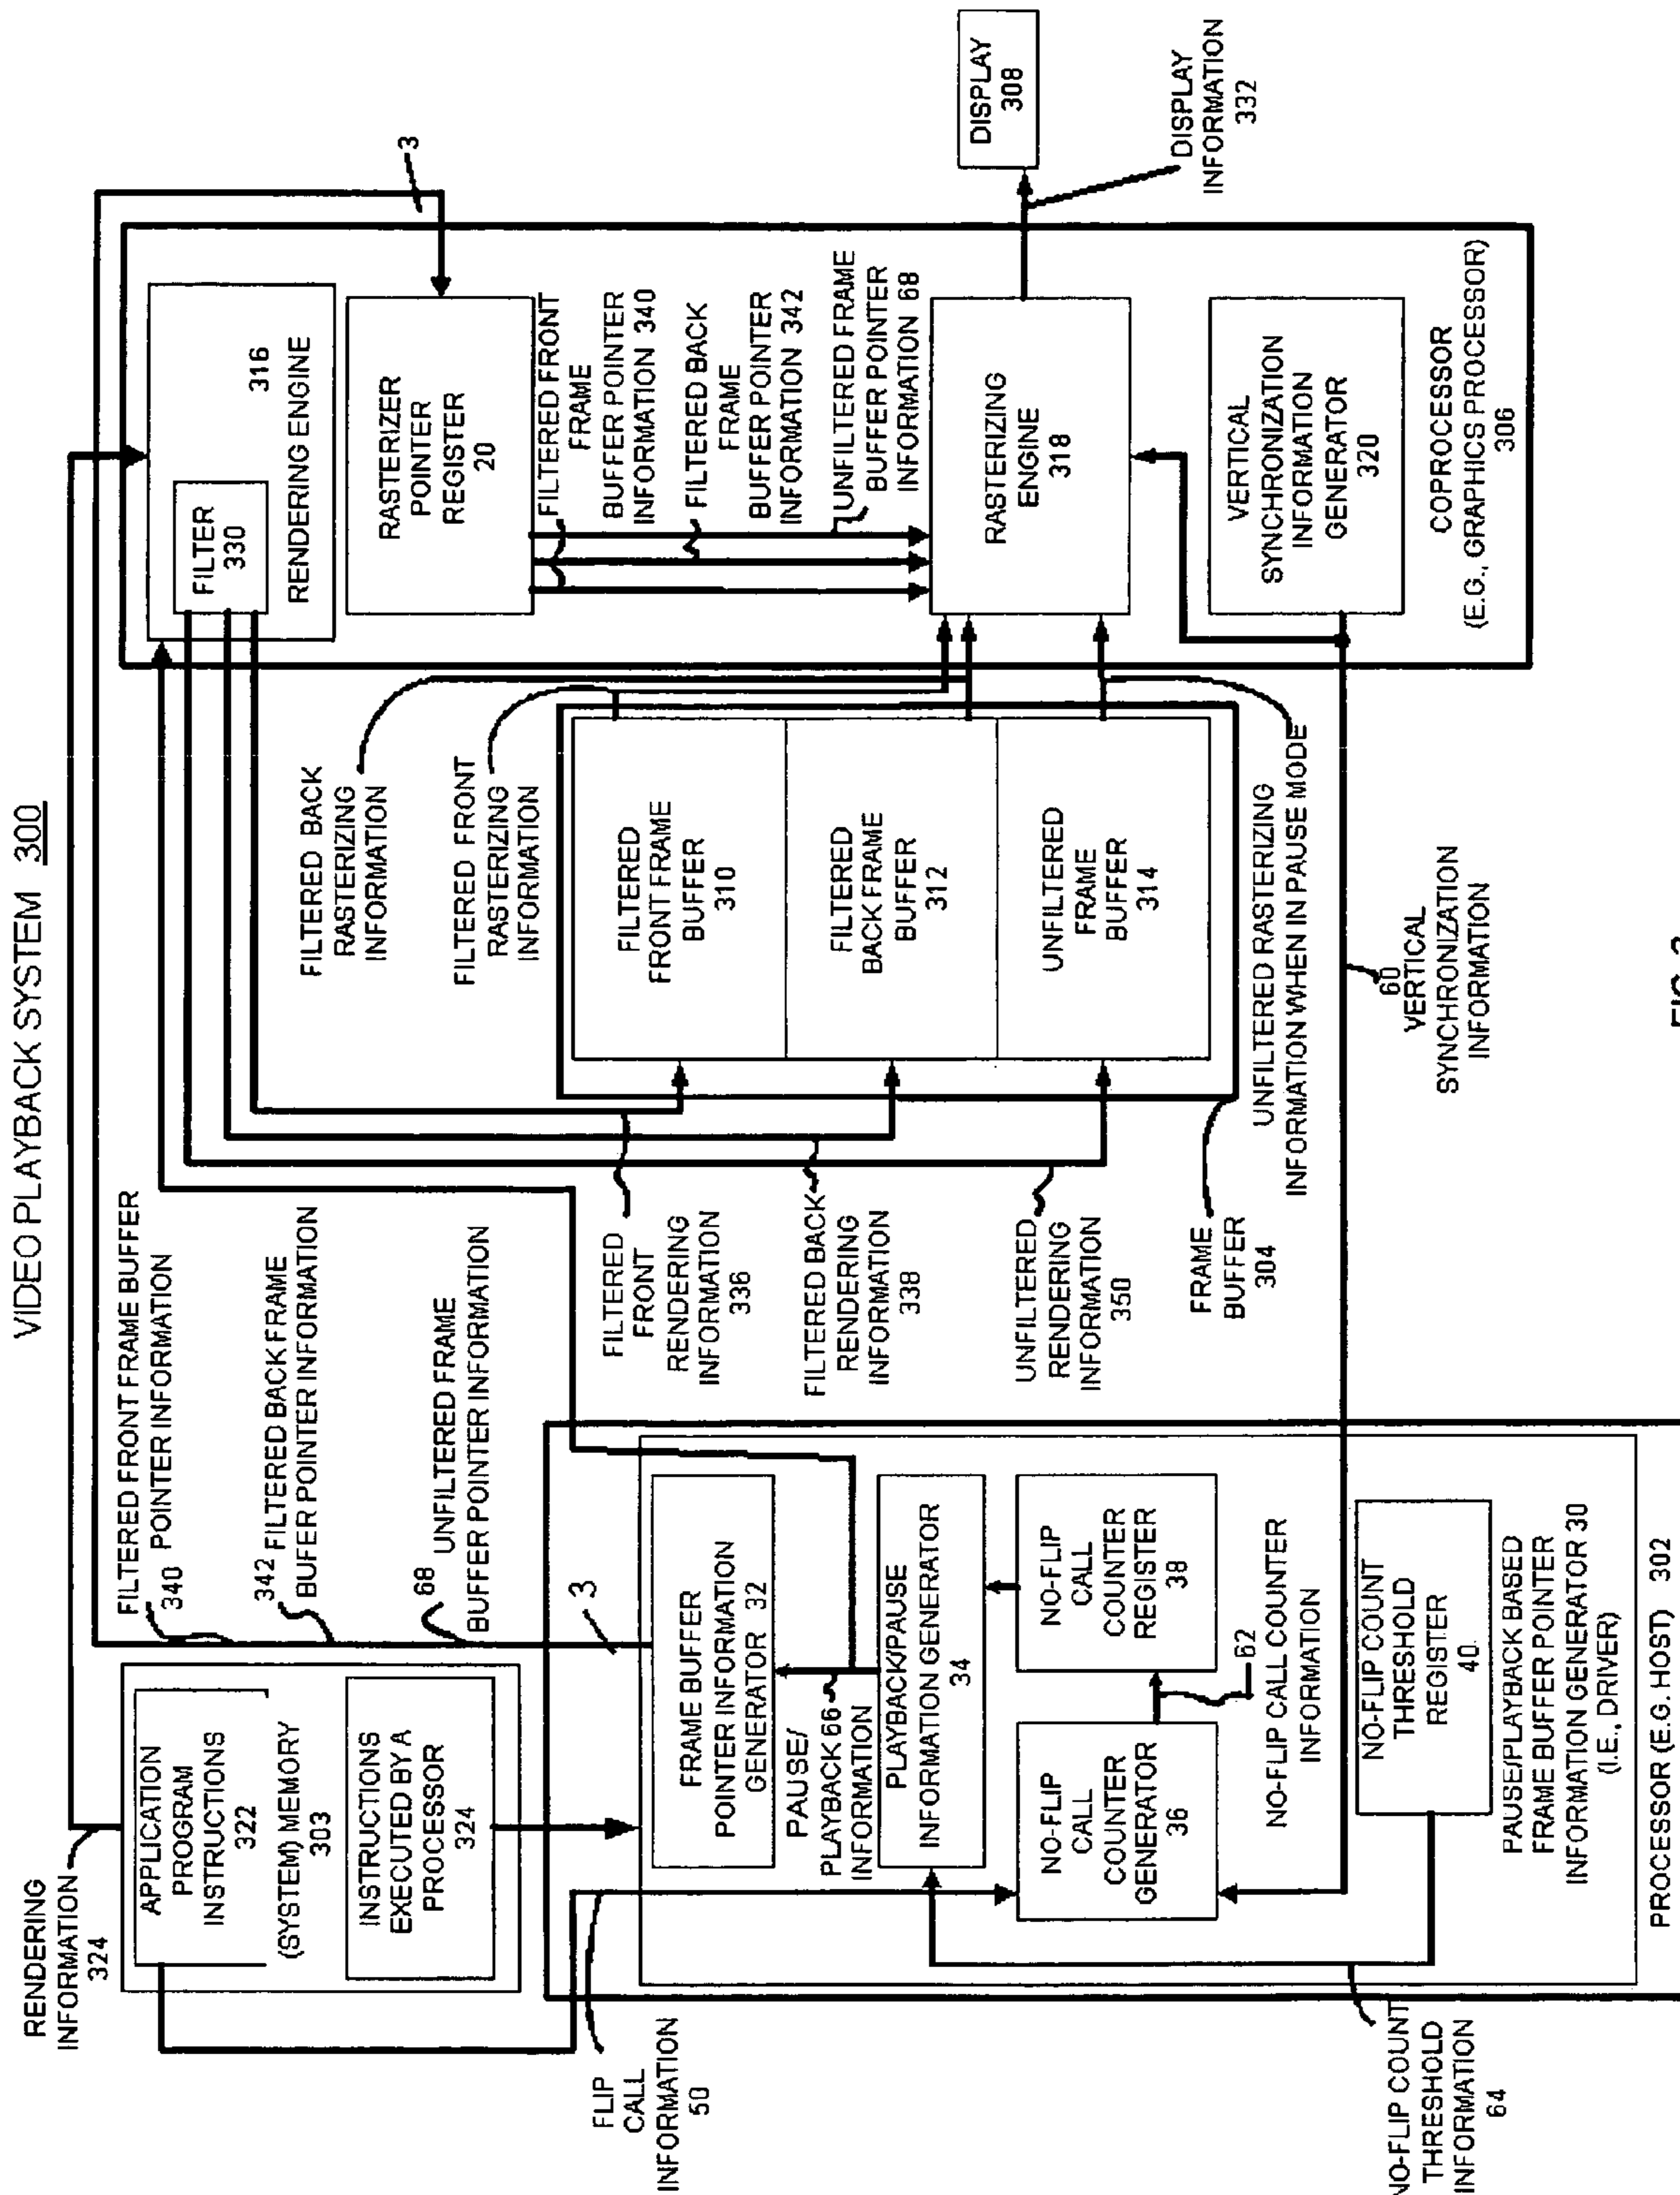 VIDEO PLAYBACK SYSTEM 300
RENDERING
INFORMATION
324
APPLICATION
PROGRAM
INSTRUCTIONS
322
(SYSTEM) MEMORY
303
INSTRUCTIONS
EXECUTED BY A
PROCESSOR
324
FILTERED FRONT FRAME BUFFER
POINTER INFORMATION
340
342 FILTERED BACK FRAME
BUFER POINTER INFORMATION
68
UNFILTERED FRAME
BUFFER POINTER INFORMATION
3
FLIP
CALL
INFORMATION
50
FRAME BUFFER
POINTER INFORMATION
GENERATOR 32
PAUSE/
PLAYBACK 66
INFORMATION
PLAYBACK/PAUSE
INFORMATION GENERATOR
34
NO-FLIP
CALL
COUNTER
GENERATOR
36
NO-FLIP
CALL
COUNTER
REGISTER
38
62
NO-FLIP CALL COUNTER
INFORMATION
NO-FLIP COUNT
THRESHOLD
REGISTER
40
PAUSE/PLAYBACK BASED
FRAME BUFFER POINTER
INFORMATION GENERATOR 30
(I.E., DRIVER)
PROCESSOR (E.G. HOST) 302
NO-FLIP COUNT
THRESHOLD
INFORMATION
64
FILTERED
FRONT
RENDERING
INFORMATION
336
FILTERED BACK
RENDERING
INFORMATION
338
UNFILTERED
RENDERING
INFORMATION
350
FRAME
BUFFER
304
FILTERED BACK
RASTERIZING
INFORMATION
FILTERED FRONT
RASTERIZING
INFORMATION
FILTERED
FRONT FRAME
BUFFER
310
FILTERED
BACK FRAME
BUFFER
312
UNFILTERED
FRAME
BUFFER
314
UNFILTERED RASTERIZING
INFORMATION WHEN IN PAUSE MODE
60
VERTICAL
SYNCHRONIZATION
INFORMATION
FILTER
330
316
RENDERING ENGINE
3
RASTERIZER
POINTER
REGISTER
20
FILTERED FRONT
FRAME
BUFFER POINTER
INFORMATION 340
FILTERED BACK
FRAME
BUFFER POINTER
INFORMATION 342
UNFILTERED FRAME
BUFFER POINTER
INFORMATION 68
RASTERIZING
ENGINE
318
VERTICAL
SYNCHRONIZATION
INFORMATION
GENERATOR
320
COPROCESSOR
(E.G., GRAPHICS PROCESSOR)
306
DISPLAY
308
DISPLAY
INFORMATION
332